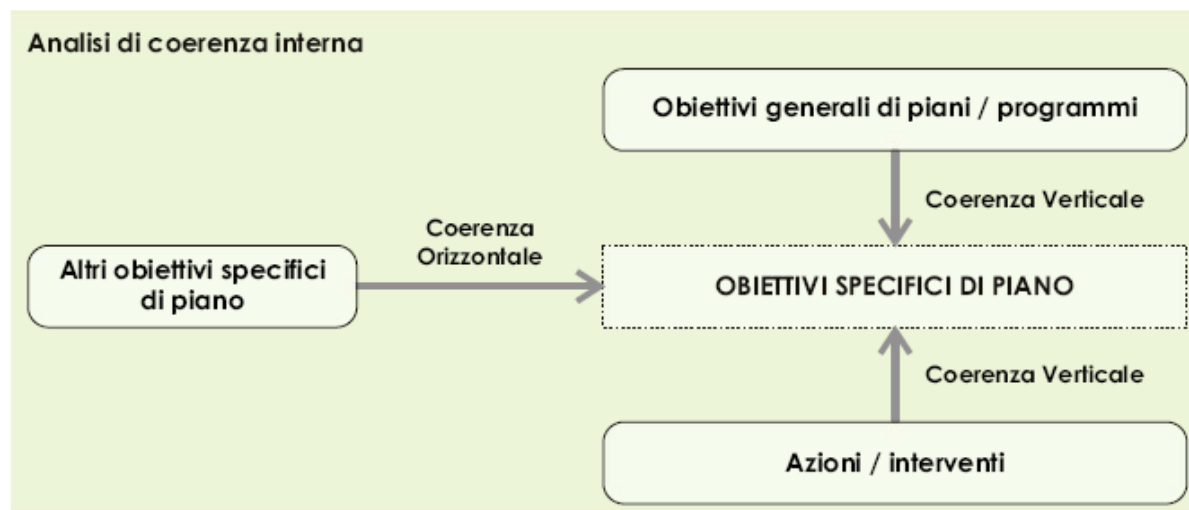 Analisi di coerenza interna
Obiettivi generali di piani / programmi
Coerenza Verticale
Coerenza
Orizzontale
Altri obiettivi specifici
di piano
OBIETTIVI SPECIFICI DI PIANO
Coerenza Verticale
Azioni / interventi